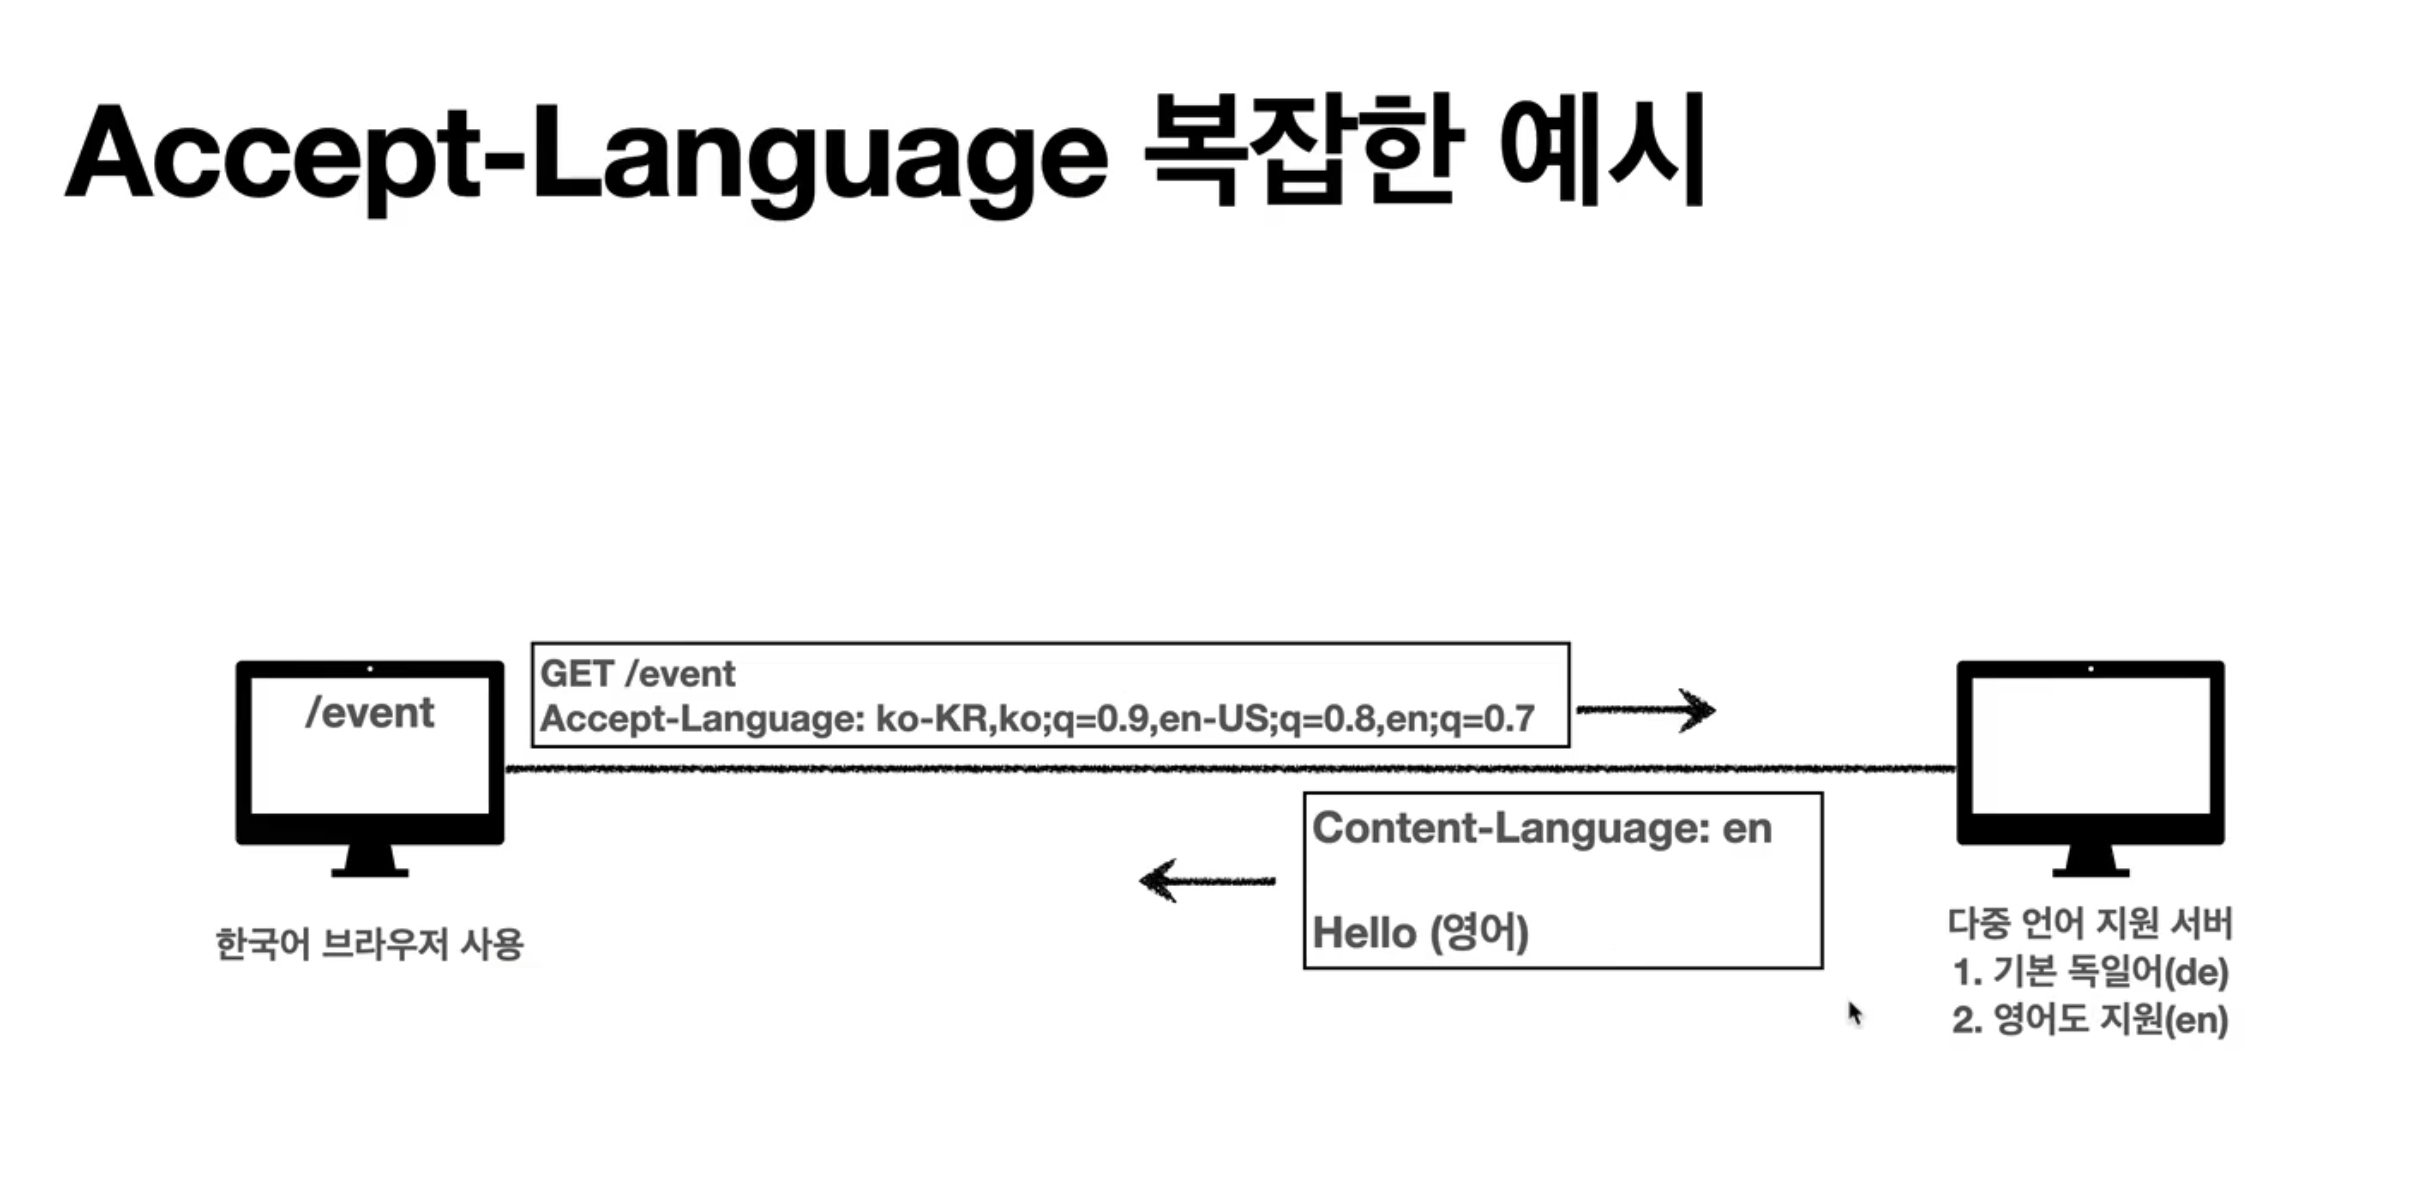 Accept-Language 복잡한 예시
/event
GET /event
Accept-Language: ko-KR,ko;q=0.9,en-US;q=0.8,en;q=0.7
Content-Language: en
Hello (영어)
한국어 브라우저 사용
다중 언어 지원 서버
1. 기본 독일어(de)
2. 영어도 지원(en)